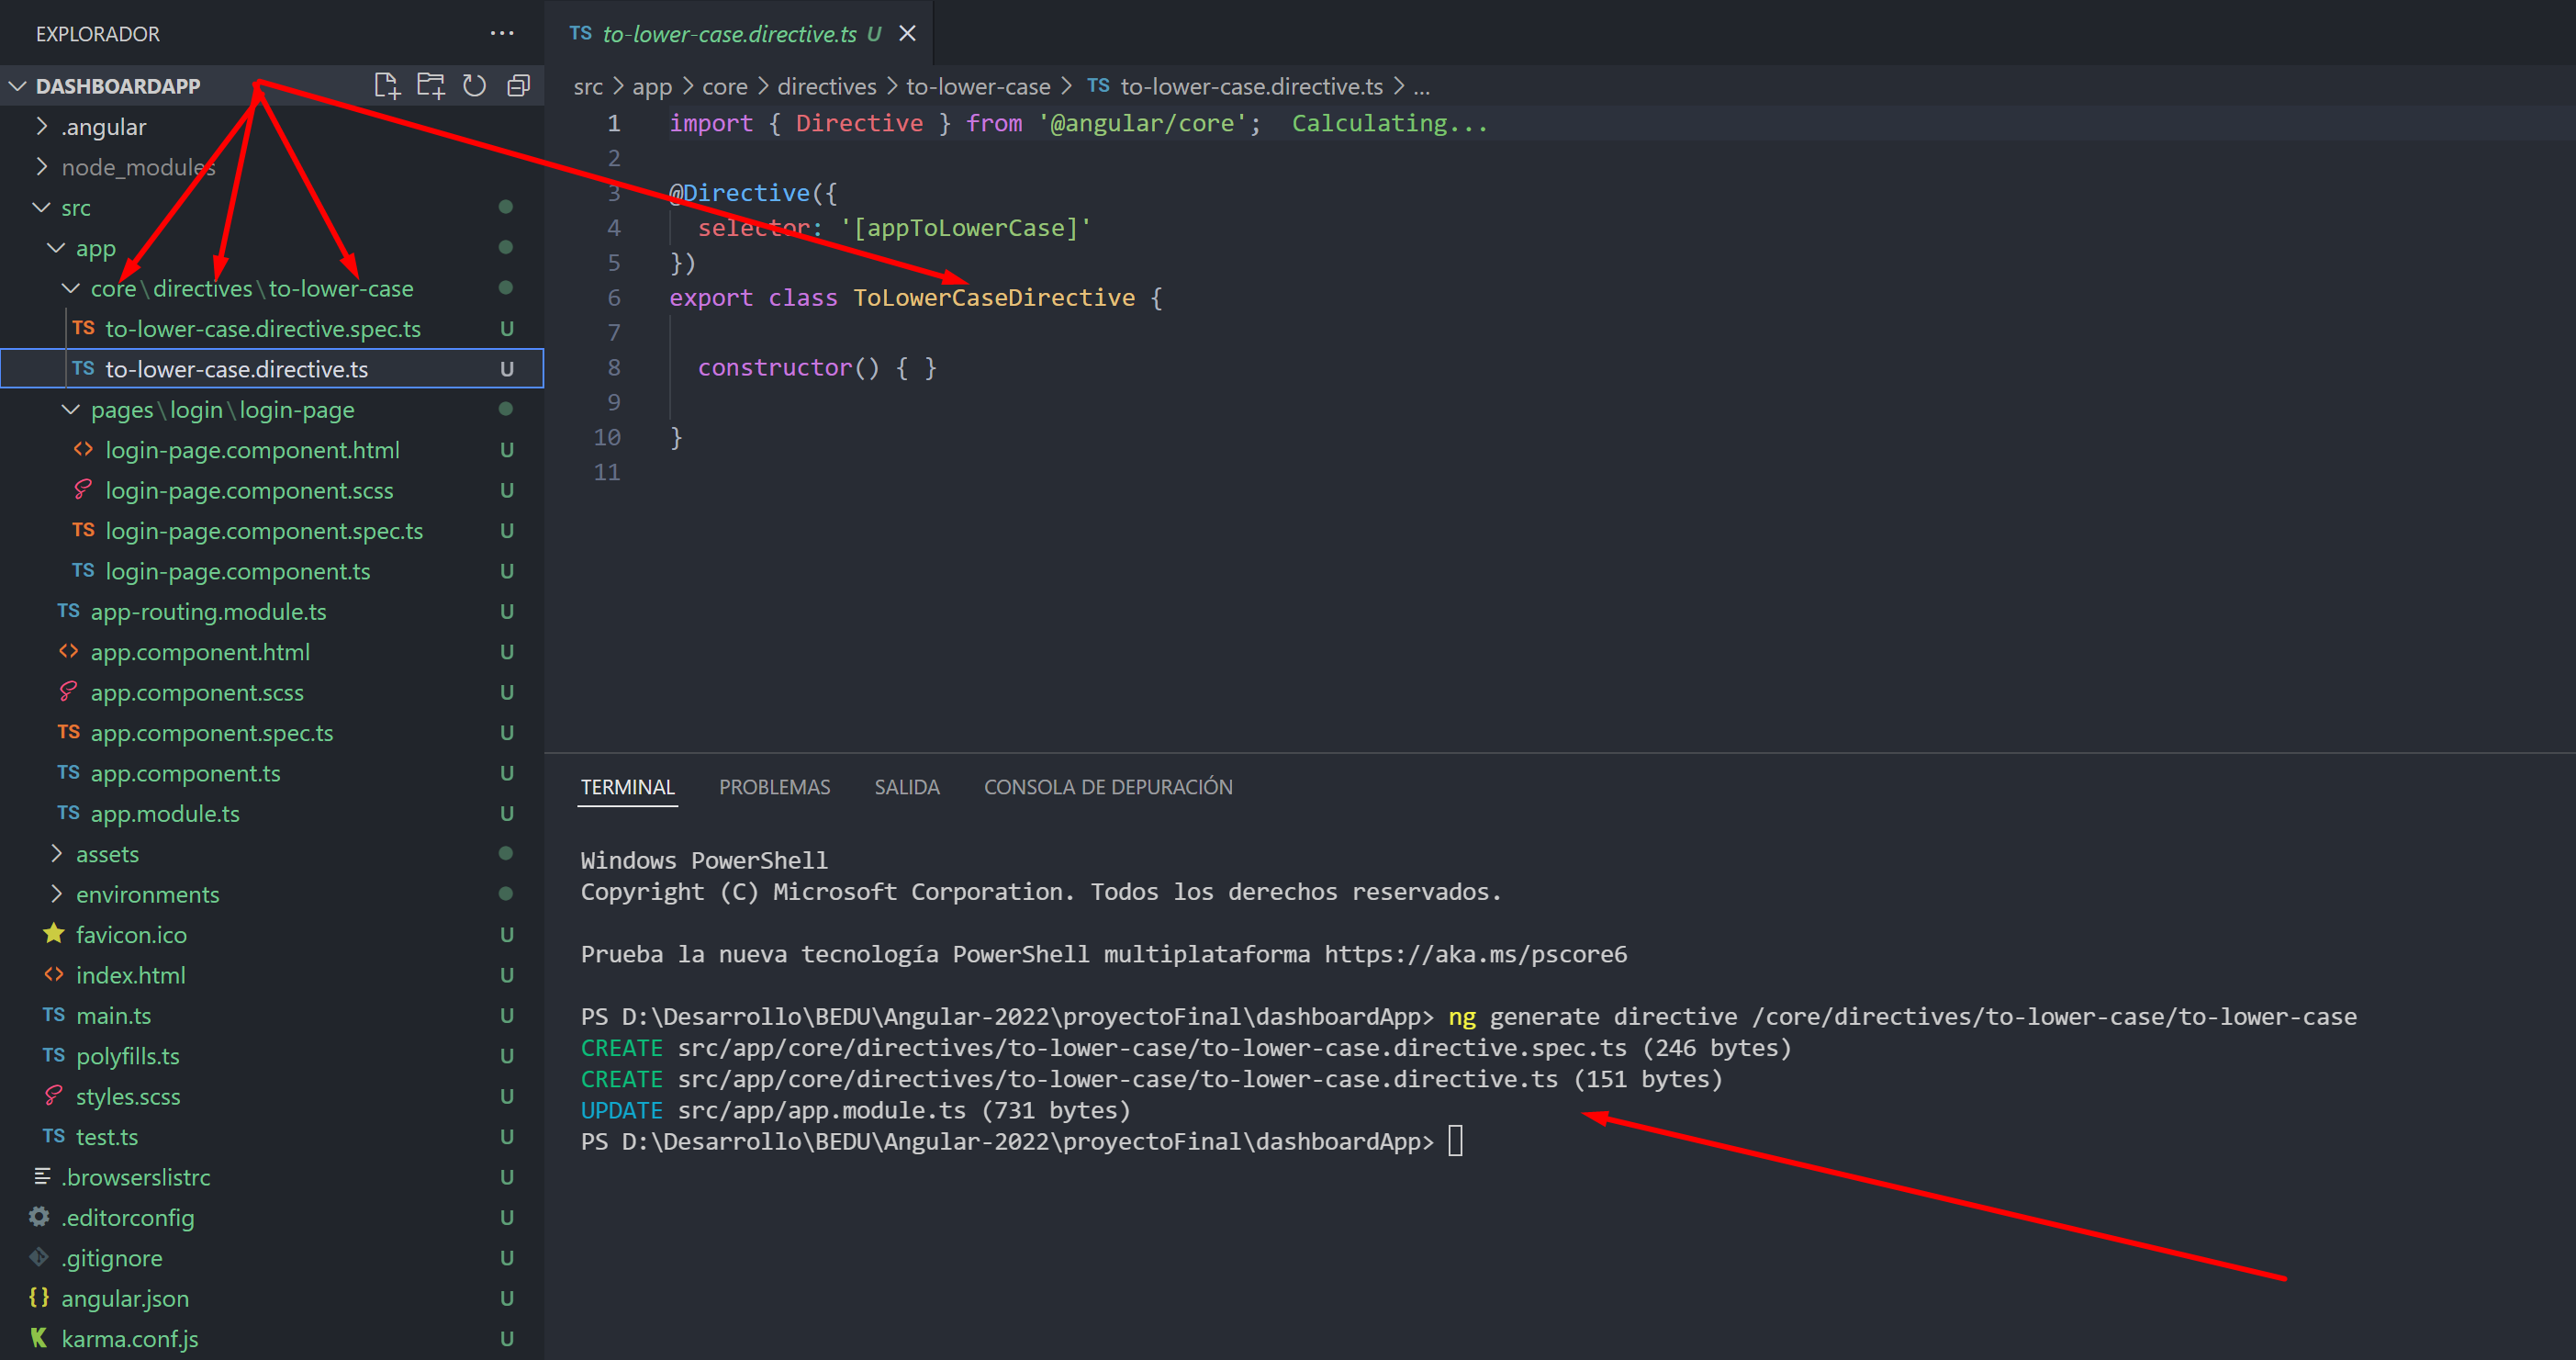 EXPLORADOR
DASHBOARDAPP
.angular
node_modules
src
app
core\directives\to-lower-case
TS to-lower-case.directive.spec.ts U
TS to-lower-case.directive.ts U
pages\login\login-page
<> login-page.component.html U
login-page.component.scss U
TS login-page.component.spec.ts U
TS login-page.component.ts U
TS app-routing.module.ts U
<> app.component.html U
app.component.scss U
TS app.component.spec.ts U
TS app.component.ts U
TS app.module.ts U
assets
environments
favicon.ico U
<> index.html U
TS main.ts U
TS polyfills.ts U
styles.scss U
TS test.ts U
.browserslistrc U
.editorconfig U
.gitignore U
{} angular.json U
K karma.conf.js U
TS to-lower-case.directive.ts U
src > app > core > directives > to-lower-case > TS to-lower-case.directive.ts > ...
1 import { Directive } from '@angular/core'; Calculating...
2
3 @Directive({
4 selector: '[appToLowerCase]'
5 })
6 export class ToLowerCaseDirective {
7
8 constructor() { }
9
10 }
11
TERMINAL PROBLEMAS SALIDA CONSOLA DE DEPURACIÓN
Windows PowerShell
Copyright (C) Microsoft Corporation. Todos los derechos reservados.
Prueba la nueva tecnología PowerShell multiplataforma https://aka.ms/pscore6
PS D:\Desarrollo\BEDU\Angular-2022\proyectoFinal\dashboardApp> ng generate directive /core/directives/to-lower-case/to-lower-case
CREATE src/app/core/directives/to-lower-case/to-lower-case.directive.spec.ts (246 bytes)
CREATE src/app/core/directives/to-lower-case/to-lower-case.directive.ts (151 bytes)
UPDATE src/app/app.module.ts (731 bytes)
PS D:\Desarrollo\BEDU\Angular-2022\proyectoFinal\dashboardApp>